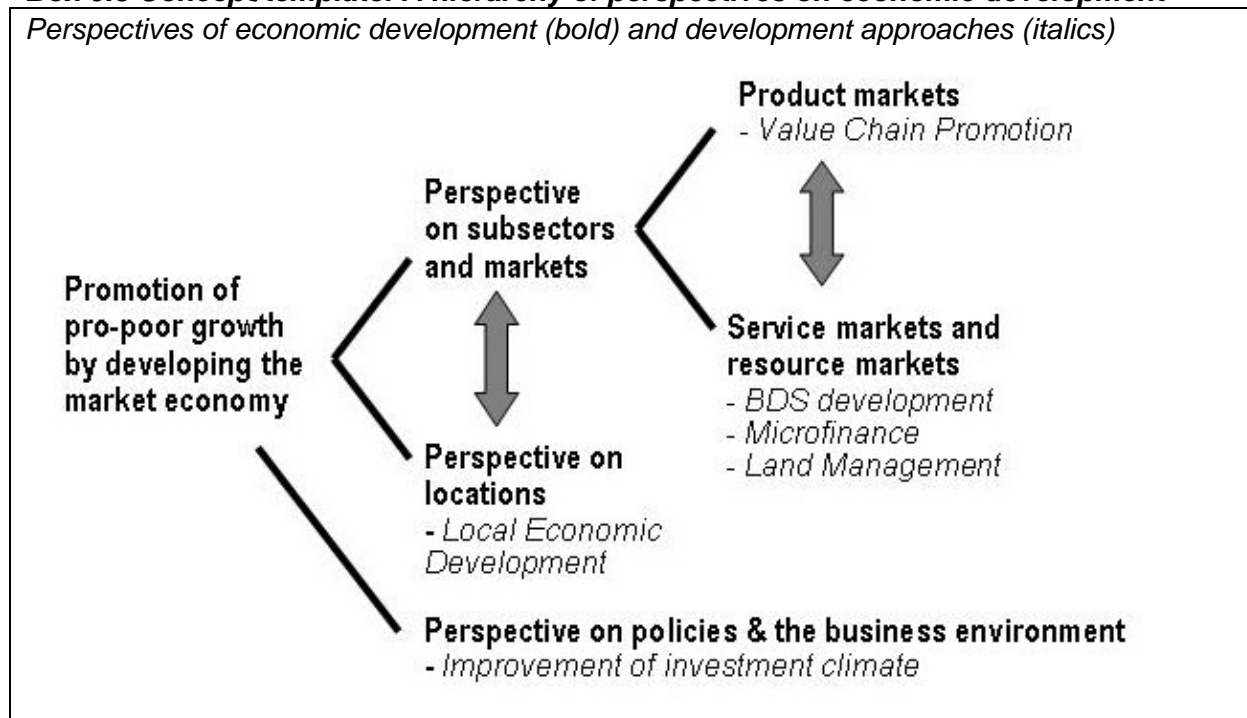 Perspectives of economic development (bold) and development approaches (italics)
Product markets
- Value Chain Promotion
Perspective
on subsectors
and markets
Promotion of
pro-poor growth
by developing the
market economy
Service markets and
resource markets
- BDS development
- Microfinance
- Land Management
Perspective on
locations
- Local Economic
Development
Perspective on policies & the business environment
- Improvement of investment climate